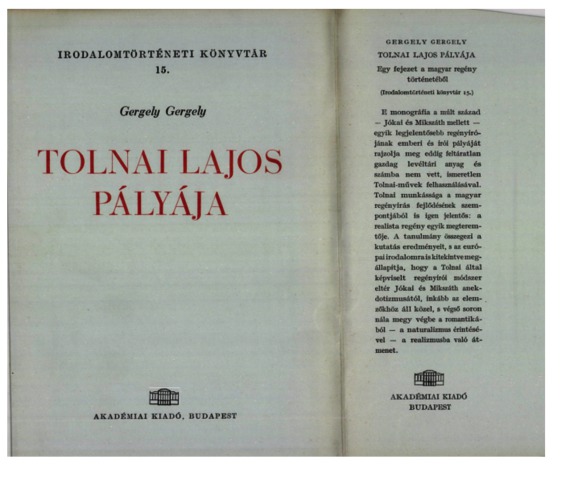 IRODALOMTÖRTÉNETI KÖNYVTÁR
15.
Gergely Gergely
TOLNAI LAJOS
PÁLYÁJA
AKADÉMIAI KIADÓ, BUDAPEST
GERGELY GERGELY
TOLNAI LAJOS PÁLYÁJA
Egy fejezet a magyar regény
történetéből
(Irodalomtörténeti könyvtár 15.)
E monográfia a múlt század
— Jókai és Mikszáth mellett —
egyik legjelentősebb regényíró-
jának emberi és írói pályáját
rajzolja meg eddig feltáratlan
gazdag levéltári anyag és
számba nem vett, ismeretlen
Tolnai-művek felhasználásával.
Tolnai munkássága a magyar
regényírás fejlődésének szem-
pontjából is igen jelentős: a
realista regény egyik megterem-
tője. A tanulmány összegezi a
kutatás eredményeit, s az euró-
pai irodalomra is kitekintve meg-
állapítja, hogy a Tolnai által
képviselt regényírói módszer
eltér Jókai és Mikszáth anek-
dotizmusától, inkább az elem-
zőkhöz áll közel, s végső soron
nála megy végbe a romantiká-
ból — a naturalizmus érintésé-
vel — a realizmusba való át-
menet.
AKADÉMIAI KIADÓ
BUDAPEST